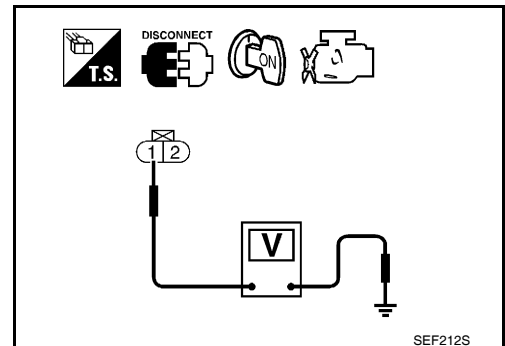 T.S.
DISCONNECT
ON
1 2
V
SEF212S